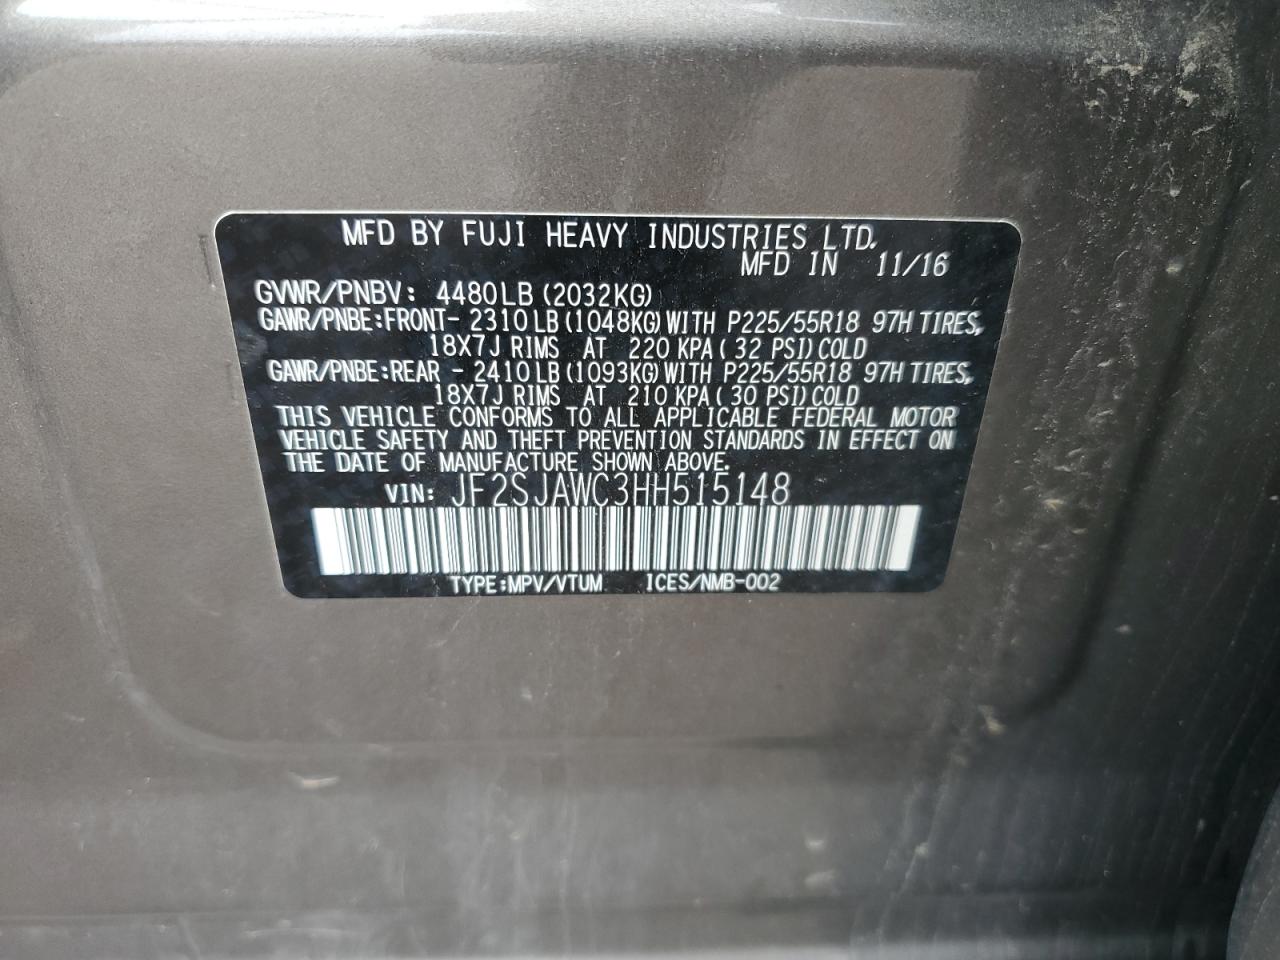 MFD BY FUJI HEAVY INDUSTRIES LTD.
MFD IN 11/16
GVWR/PNBV: 4480LB(2032KG)
GAWR/PNBE:FRONT- 2310LB(1048KG)WITH P225/55R18 97H TIRES,
18X7J RIMS AT 220 KPA(32 PSI)COLD
GAWR/PNBE:REAR - 2410LB(1093KG)WITH P225/55R18 97H TIRES,
18X7J RIMS AT 210 KPA(30 PSI)COLD
THIS VEHICLE CONFORMS TO ALL APPLICABLE FEDERAL MOTOR
VEHICLE SAFETY AND THEFT PREVENTION STANDARDS IN EFFECT ON
THE DATE OF MANUFACTURE SHOWN ABOVE.
VIN: JF2SJAWC3HH515148
TYPE:MPV/VTUM ICES/NMB-002